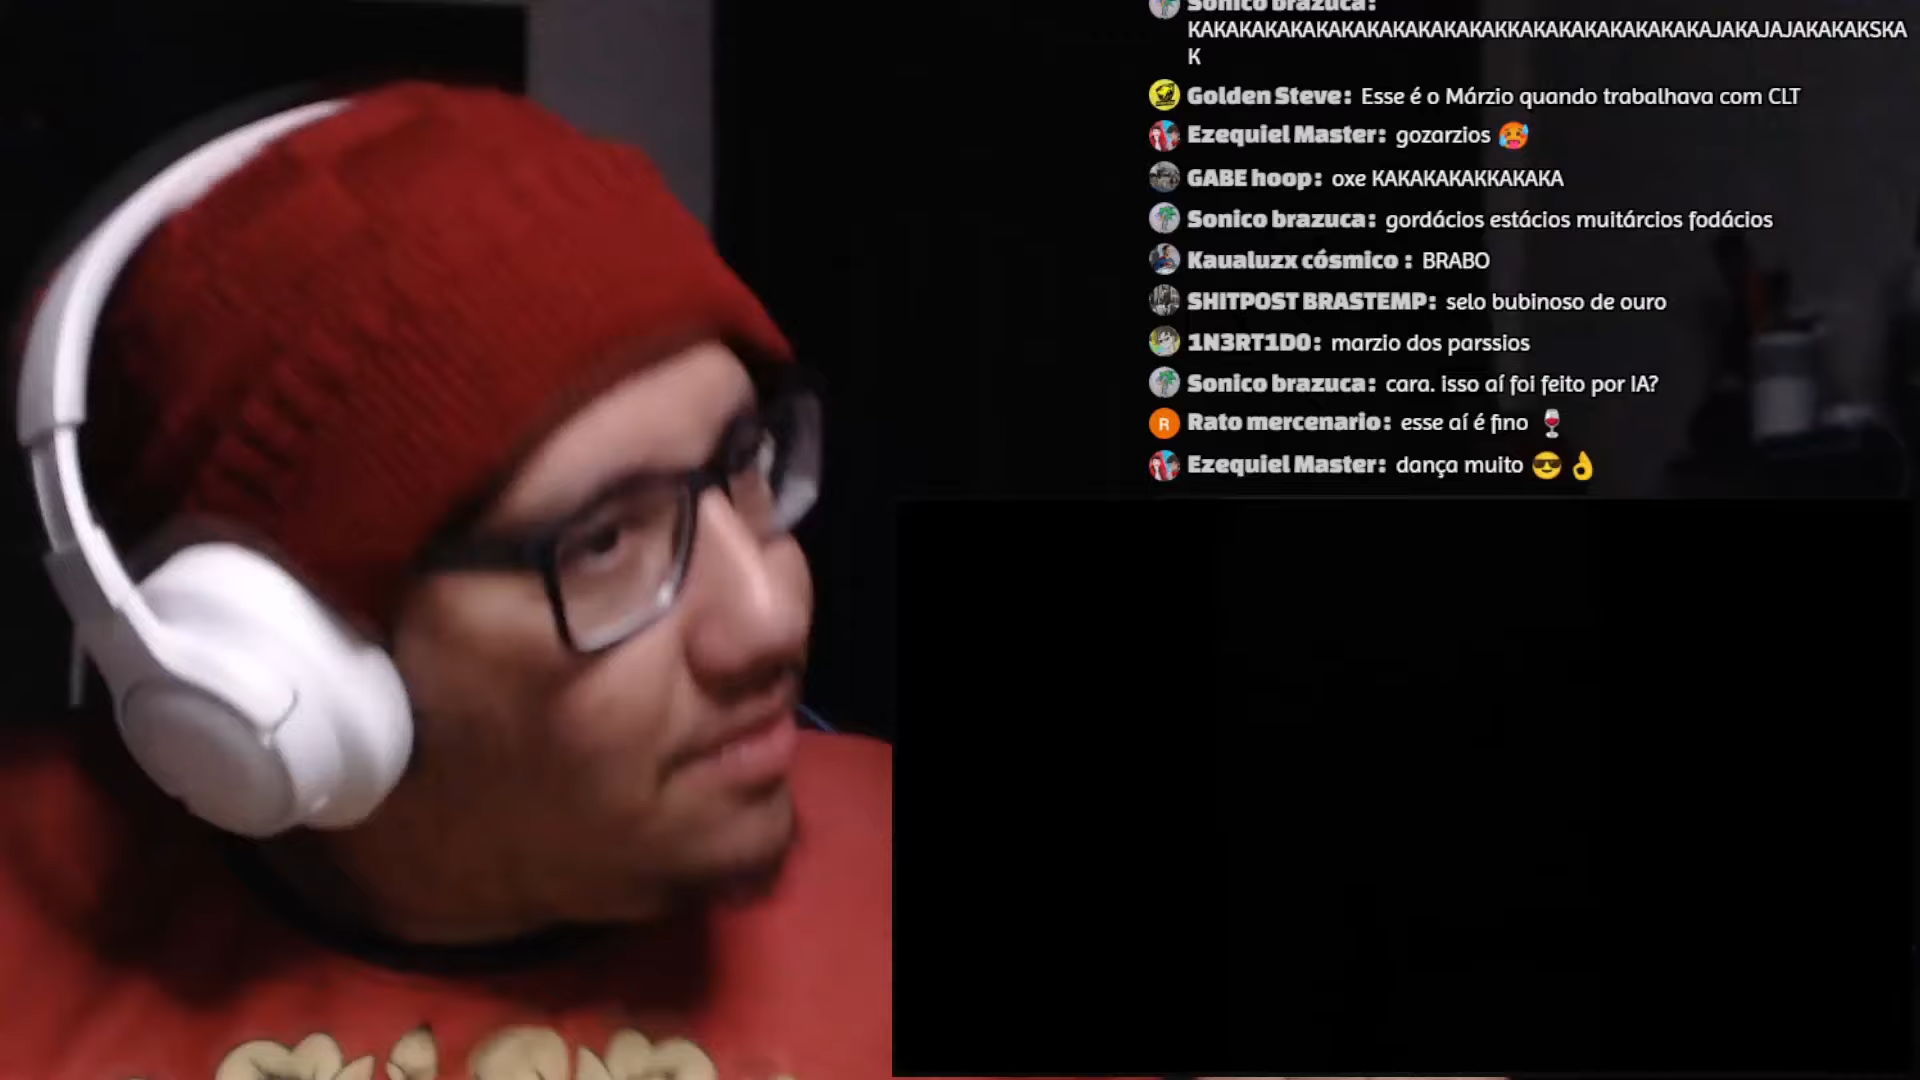 Sonico brazuca:
KAKAKAKAKAKAKAKAKAKAKAKAKKAKAKAKAKAKAKAKAJAKAJAJAKAKAKSKA
K
Golden Steve: Esse é o Márzio quando trabalhava com CLT
Ezequiel Master: gozarzios 🥵
GABE hoop: oxe KAKAKAKAKKAKAKA
Sonico brazuca: gordácios estácios muitárcios fodácios
Kaualuzx cósmico : BRABO
SHITPOST BRASTEMP: selo bubinoso de ouro
1N3RT1D0: marzio dos parssios
Sonico brazuca: cara. isso aí foi feito por IA?
R Rato mercenario: esse aí é fino 🍷
Ezequiel Master: dança muito 😎 👌